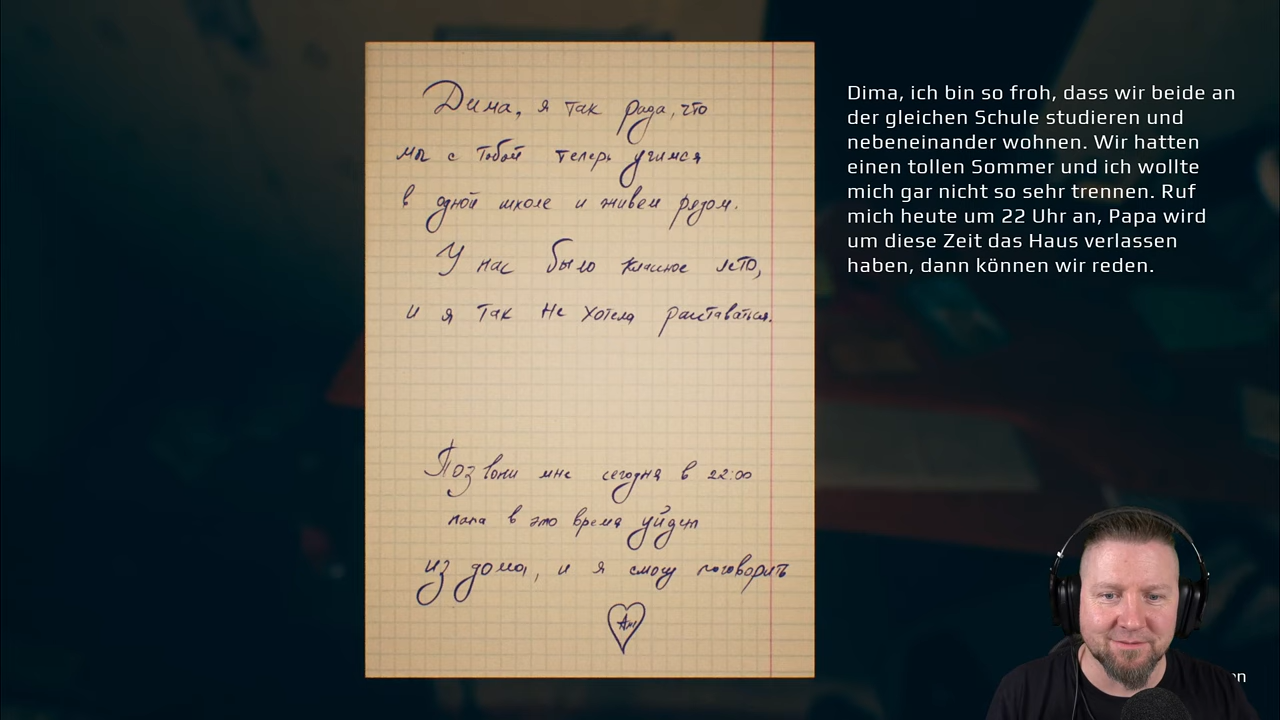 Дима, я так рада, что
мы с тобой теперь учимся
в одной школе и живем рядом.
У нас было классное лето,
и я так не хотела расставаться.
Позвони мне сегодня в 22:00
папа в это время уйдет
из дома, и я смогу поговорить
Dima, ich bin so froh, dass wir beide an
der gleichen Schule studieren und
nebeneinander wohnen. Wir hatten
einen tollen Sommer und ich wollte
mich gar nicht so sehr trennen. Ruf
mich heute um 22 Uhr an, Papa wird
um diese Zeit das Haus verlassen
haben, dann können wir reden.